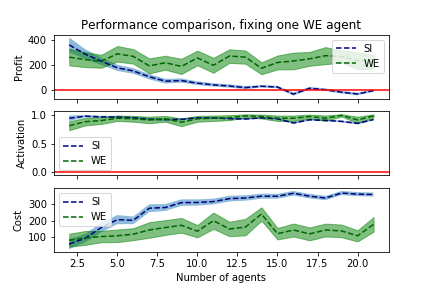 Performance comparison, fixing one WE agent
Profit
400
200
0
SI
WE
Activation
1.0
0.5
0.0
SI
WE
Cost
300
200
100
SI
WE
2.5 5.0 7.5 10.0 12.5 15.0 17.5 20.0
Number of agents